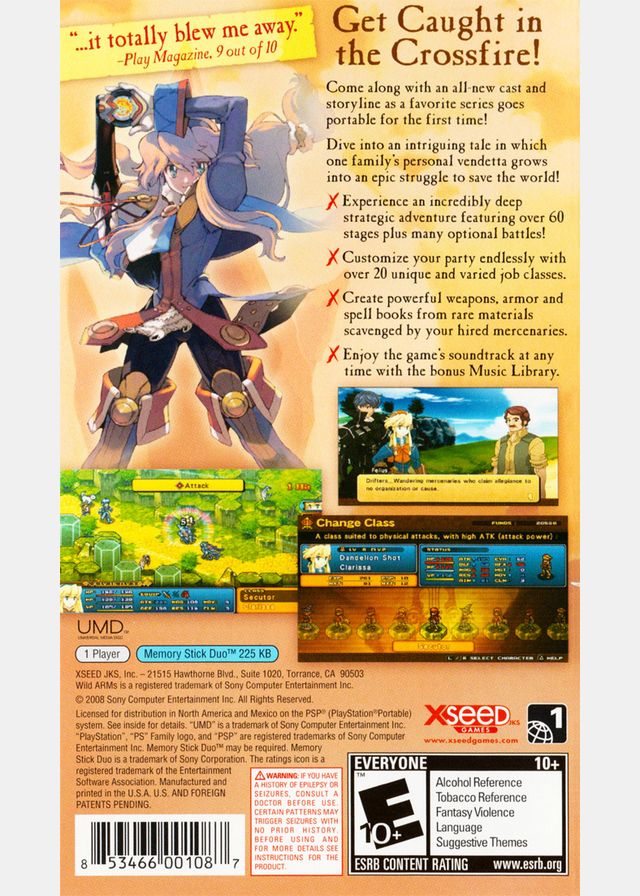 “...it totally blew me away.”
–Play Magazine, 9 out of 10
Get Caught in
the Crossfire!
Come along with an all-new cast and
storyline as a favorite series goes
portable for the first time!
Dive into an intriguing tale in which
one family's personal vendetta grows
into an epic struggle to save the world!
✗ Experience an incredibly deep
strategic adventure featuring over 60
stages plus many optional battles!
✗ Customize your party endlessly with
over 20 unique and varied job classes.
✗ Create powerful weapons, armor and
spell books from rare materials
scavenged by your hired mercenaries.
✗ Enjoy the game's soundtrack at any
time with the bonus Music Library.
Felius
Drifters... Wandering mercenaries who claim allegiance to
no organization or cause.
Attack
Secutor
Change Class
FUNDS 20520
A class suited to physical attacks, with high ATK (attack power)
STATUS
Dandelion Shot
Clarissa
Secutor
L / R SELECT CHARACTER HELP
UMD™
UNIVERSAL MEDIA DISC
1 Player
Memory Stick Duo™ 225 KB
XSEED JKS, Inc. – 21515 Hawthorne Blvd., Suite 1020, Torrance, CA 90503
Wild ARMs is a registered trademark of Sony Computer Entertainment Inc.
© 2008 Sony Computer Entertainment Inc. All Rights Reserved.
Licensed for distribution in North America and Mexico on the PSP® (PlayStation®Portable)
system. See inside for details. “UMD” is a trademark of Sony Computer Entertainment Inc.
“PlayStation”, “PS” Family logo, and “PSP” are registered trademarks of Sony Computer
Entertainment Inc. Memory Stick Duo™ may be required. Memory
Stick Duo is a trademark of Sony Corporation. The ratings icon is a
registered trademark of the Entertainment
Software Association. Manufactured and
printed in the U.S.A. U.S. AND FOREIGN
PATENTS PENDING.
XSEED JKS
GAMES
www.xseedgames.com
1
WARNING: IF YOU HAVE
A HISTORY OF EPILEPSY OR
SEIZURES, CONSULT A
DOCTOR BEFORE USE.
CERTAIN PATTERNS MAY
TRIGGER SEIZURES WITH
NO PRIOR HISTORY.
BEFORE USING AND
FOR MORE DETAILS SEE
INSTRUCTIONS FOR THE
PRODUCT.
EVERYONE 10+
E
™
10+
Alcohol Reference
Tobacco Reference
Fantasy Violence
Language
Suggestive Themes
ESRB CONTENT RATING www.esrb.org
8 53466 00108 7